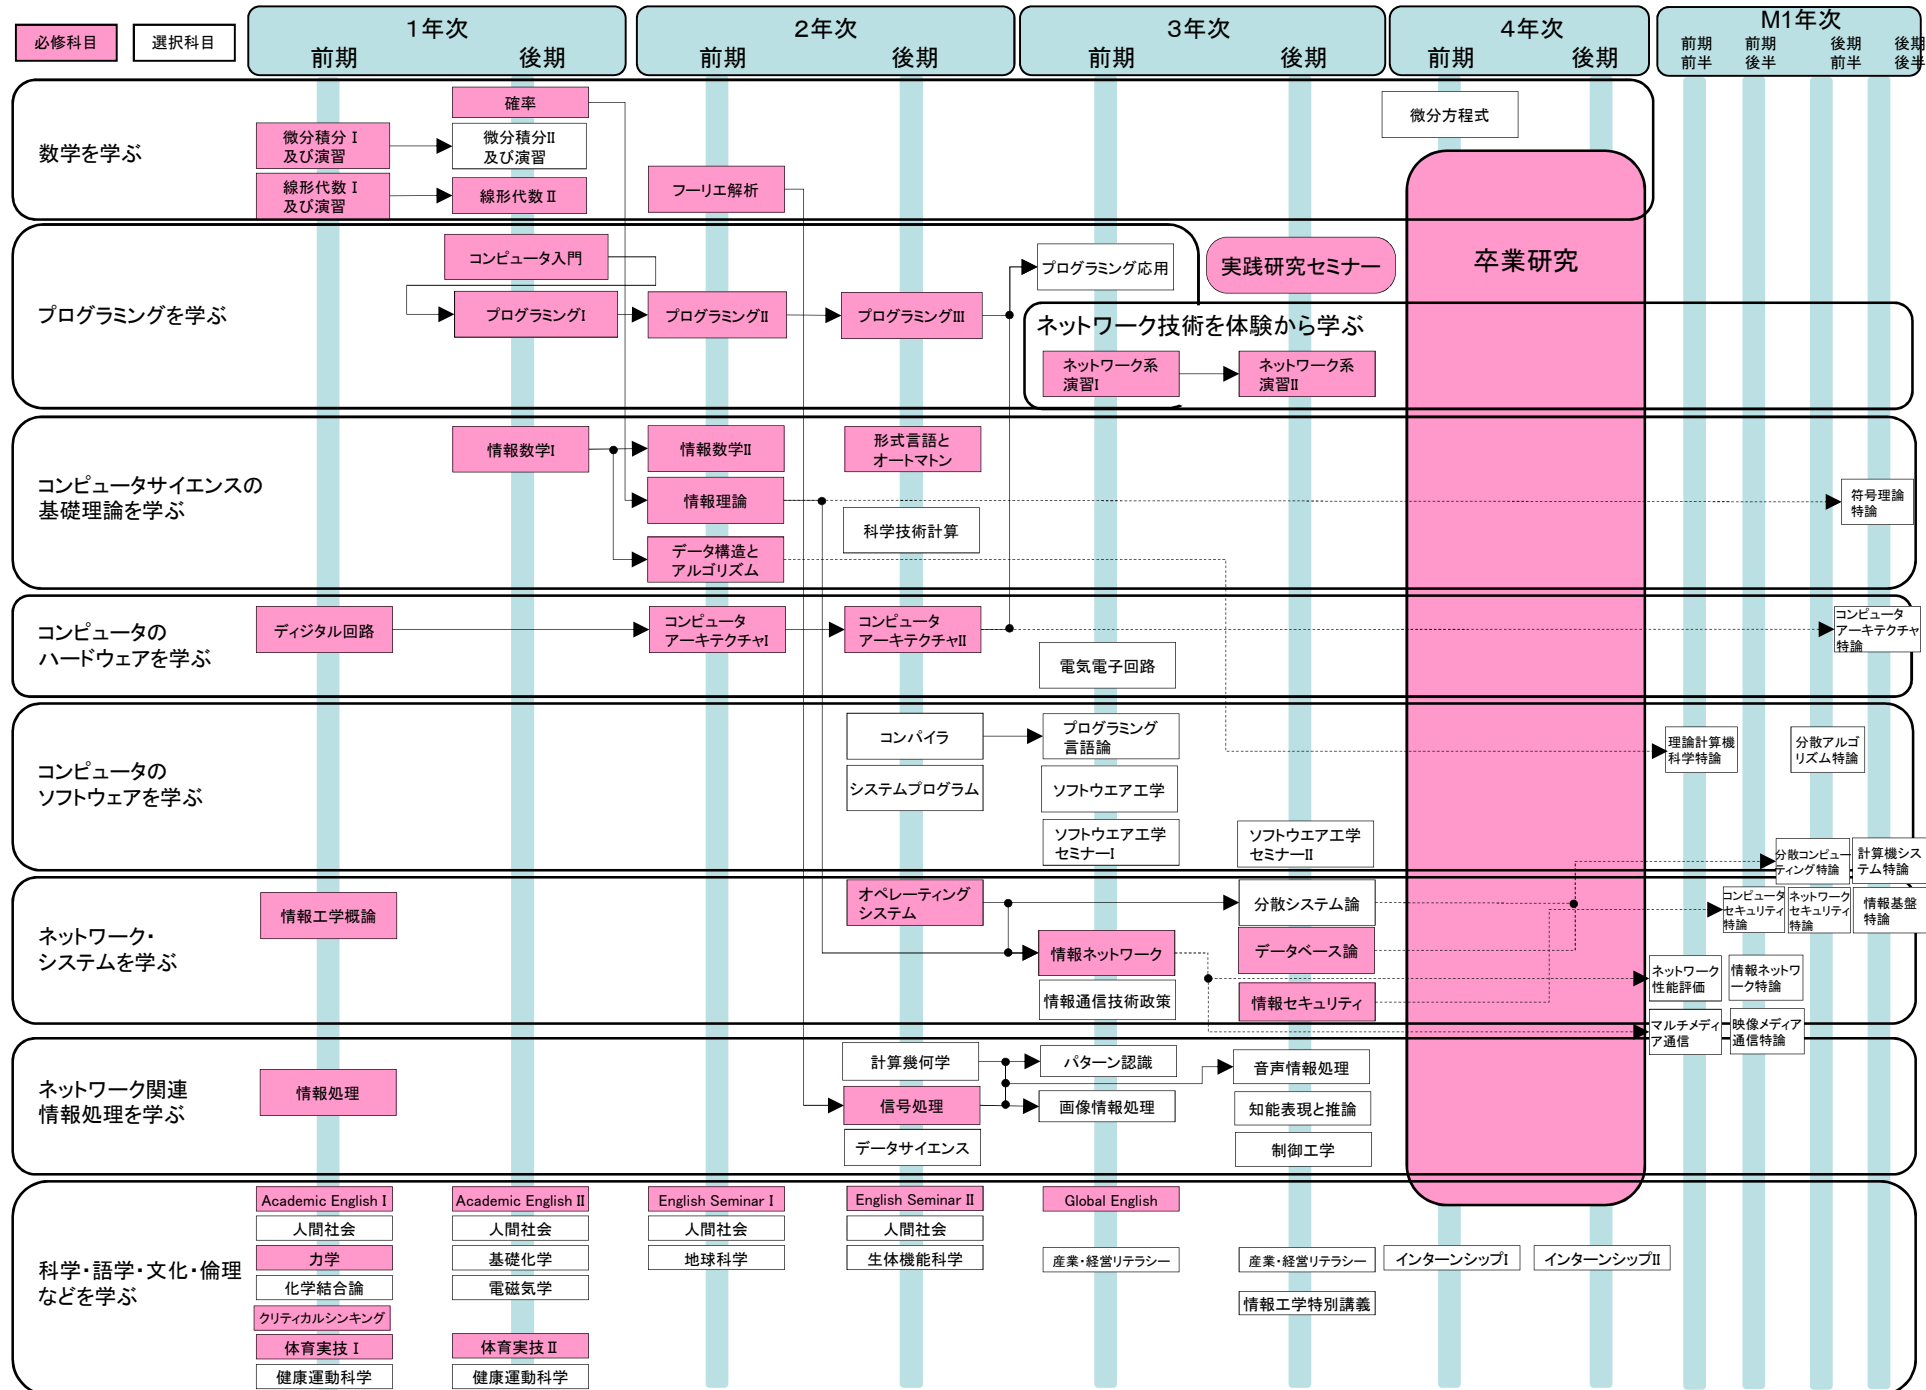 必修科目
選択科目
1年次
前期
後期
2年次
前期
後期
3年次
前期
後期
4年次
前期
後期
M1年次
前期
前半
前期
後半
後期
前半
後期
後半
数学を学ぶ
確率
微分積分 I
及び演習
微分積分II
及び演習
線形代数 I
及び演習
線形代数 II
フーリエ解析
微分方程式
プログラミングを学ぶ
コンピュータ入門
プログラミングI
プログラミングII
プログラミングIII
プログラミング応用
実践研究セミナー
卒業研究
ネットワーク技術を体験から学ぶ
ネットワーク系
演習I
ネットワーク系
演習II
コンピュータサイエンスの
基礎理論を学ぶ
情報数学I
情報数学II
形式言語と
オートマトン
情報理論
科学技術計算
データ構造と
アルゴリズム
符号理論
特論
コンピュータの
ハードウェアを学ぶ
ディジタル回路
コンピュータ
アーキテクチャI
コンピュータ
アーキテクチャII
電気電子回路
コンピュータ
アーキテクチャ
特論
コンピュータの
ソフトウェアを学ぶ
コンパイラ
プログラミング
言語論
システムプログラム
ソフトウエア工学
ソフトウエア工学
セミナーI
ソフトウエア工学
セミナーII
理論計算機
科学特論
分散アルゴ
リズム特論
分散コンピュー
ティング特論
計算機シス
テム特論
ネットワーク・
システムを学ぶ
情報工学概論
オペレーティング
システム
分散システム論
情報ネットワーク
データベース論
情報通信技術政策
情報セキュリティ
コンピュータ
セキュリティ
特論
ネットワーク
セキュリティ
特論
情報基盤
特論
ネットワーク
性能評価
情報ネットワ
ーク特論
マルチメディ
ア通信
映像メディア
通信特論
ネットワーク関連
情報処理を学ぶ
情報処理
計算幾何学
パターン認識
音声情報処理
信号処理
画像情報処理
知能表現と推論
データサイエンス
制御工学
科学・語学・文化・倫理
などを学ぶ
Academic English I
Academic English II
English Seminar I
English Seminar II
Global English
人間社会
人間社会
人間社会
人間社会
力学
基礎化学
地球科学
生体機能科学
産業・経営リテラシー
産業・経営リテラシー
インターンシップI
インターンシップII
化学結合論
電磁気学
情報工学特別講義
クリティカルシンキング
体育実技 I
体育実技 II
健康運動科学
健康運動科学